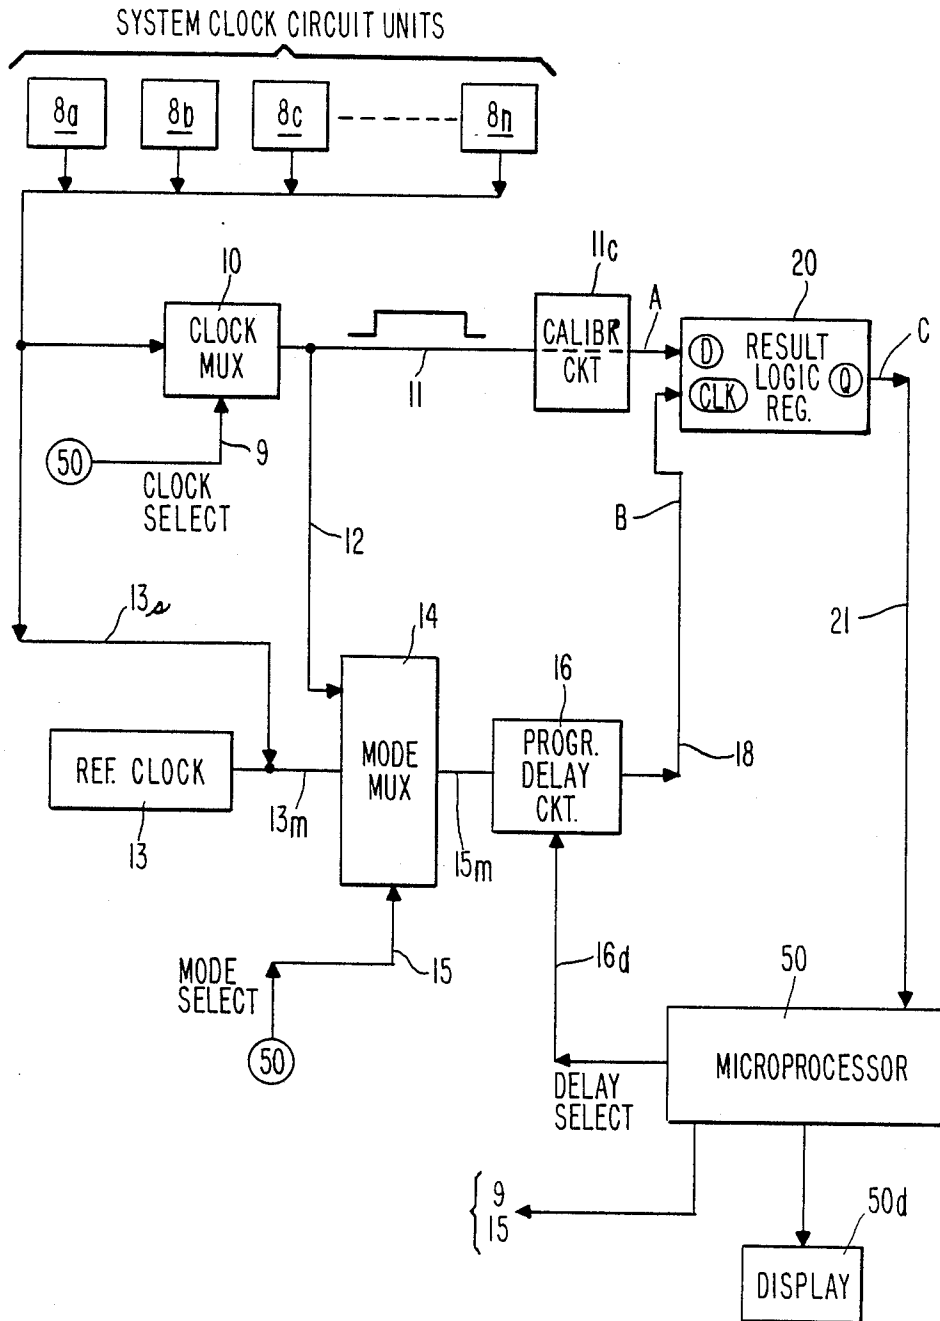 SYSTEM CLOCK CIRCUIT UNITS
8a
8b
8c
8n
10
CLOCK
MUX
11
11c
CALIBR
CKT
A
20
D
RESULT
LOGIC
REG.
CLK
Q
C
50
9
CLOCK
SELECT
12
B
13s
14
MODE
MUX
16
PROGR.
DELAY
CKT.
18
21
REF. CLOCK
13
13m
15m
15
MODE
SELECT
50
16d
DELAY
SELECT
50
MICROPROCESSOR
9
15
50d
DISPLAY